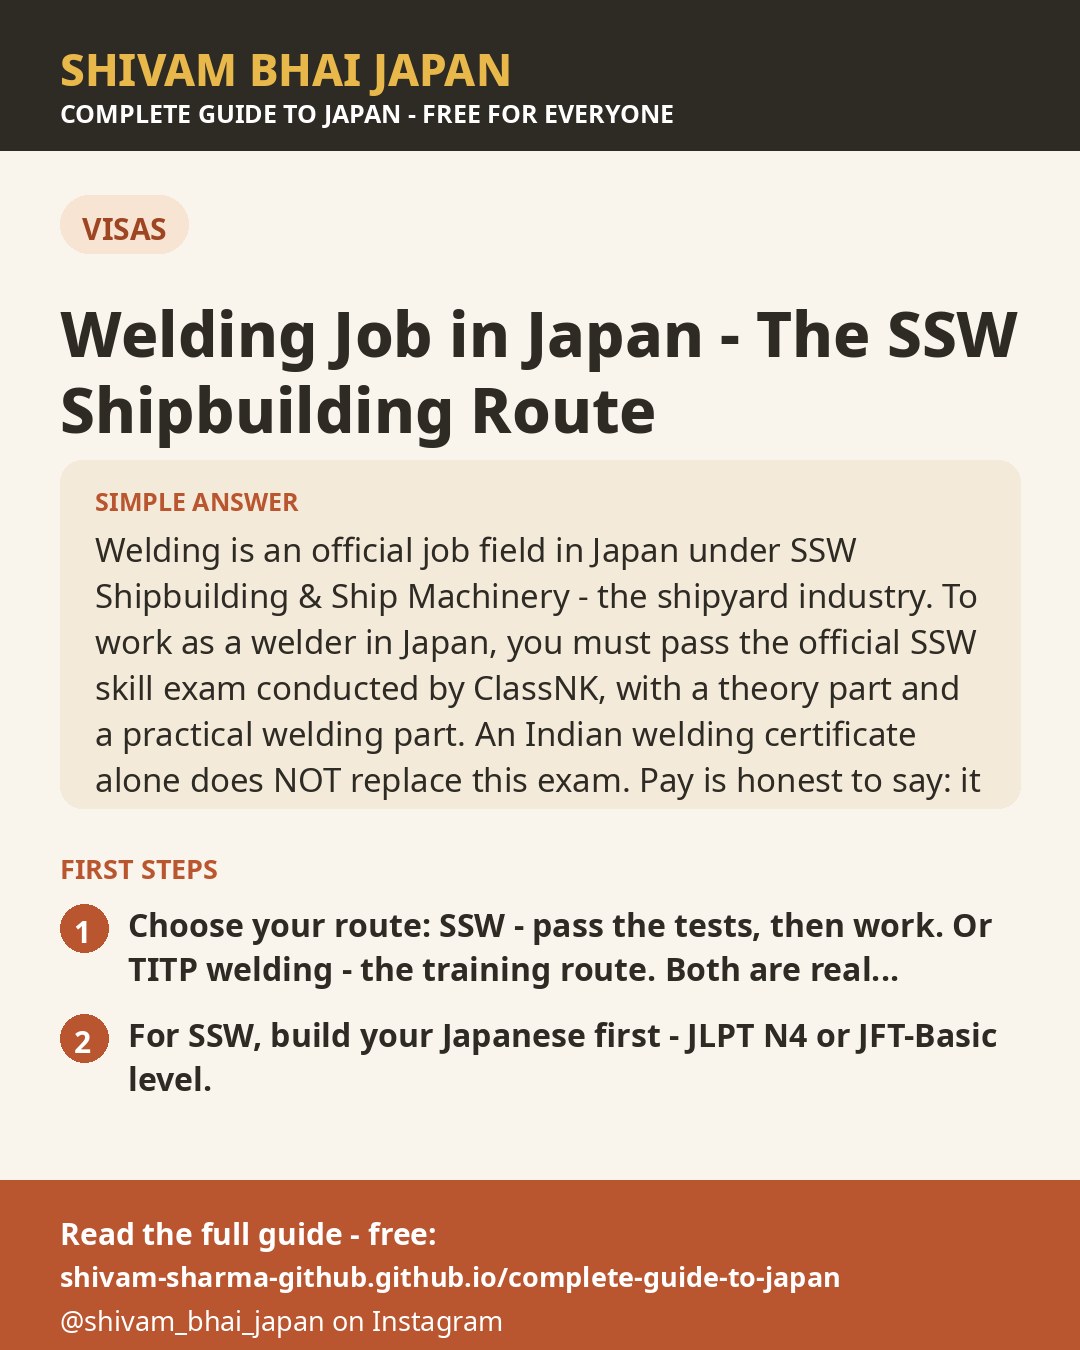 SHIVAM BHAI JAPAN
COMPLETE GUIDE TO JAPAN - FREE FOR EVERYONE
VISAS
Welding Job in Japan - The SSW
Shipbuilding Route
SIMPLE ANSWER
Welding is an official job field in Japan under SSW
Shipbuilding & Ship Machinery - the shipyard industry. To
work as a welder in Japan, you must pass the official SSW
skill exam conducted by ClassNK, with a theory part and
a practical welding part. An Indian welding certificate
alone does NOT replace this exam. Pay is honest to say: it
FIRST STEPS
1 Choose your route: SSW - pass the tests, then work. Or
TITP welding - the training route. Both are real...
2 For SSW, build your Japanese first - JLPT N4 or JFT-Basic
level.
Read the full guide - free:
shivam-sharma-github.github.io/complete-guide-to-japan
@shivam_bhai_japan on Instagram